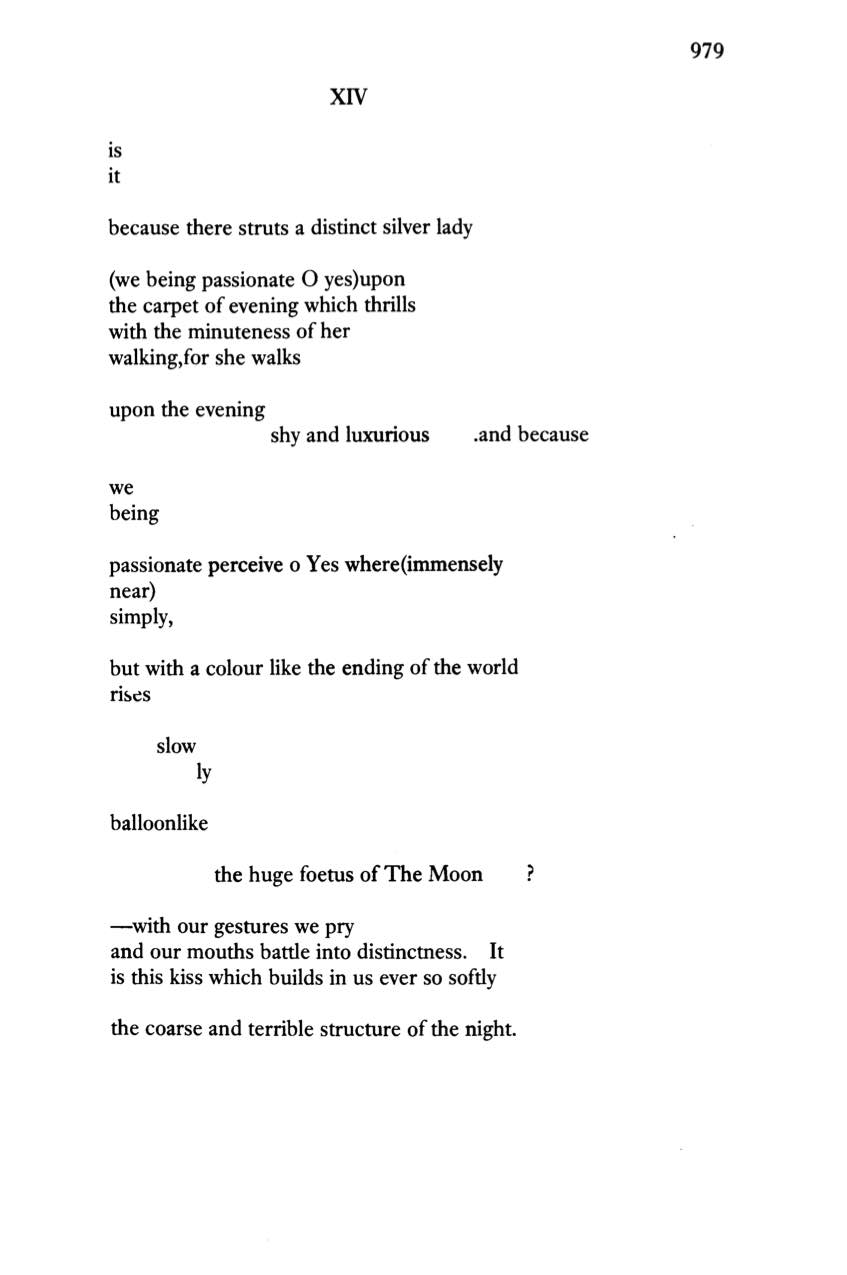 979
XIV
is
it
because there struts a distinct silver lady
(we being passionate O yes)upon
the carpet of evening which thrills
with the minuteness of her
walking,for she walks
upon the evening
shy and luxurious .and because
we
being
passionate perceive o Yes where(immensely
near)
simply,
but with a colour like the ending of the world
rises
slow
ly
balloonlike
the huge foetus of The Moon ?
—with our gestures we pry
and our mouths battle into distinctness. It
is this kiss which builds in us ever so softly
the coarse and terrible structure of the night.